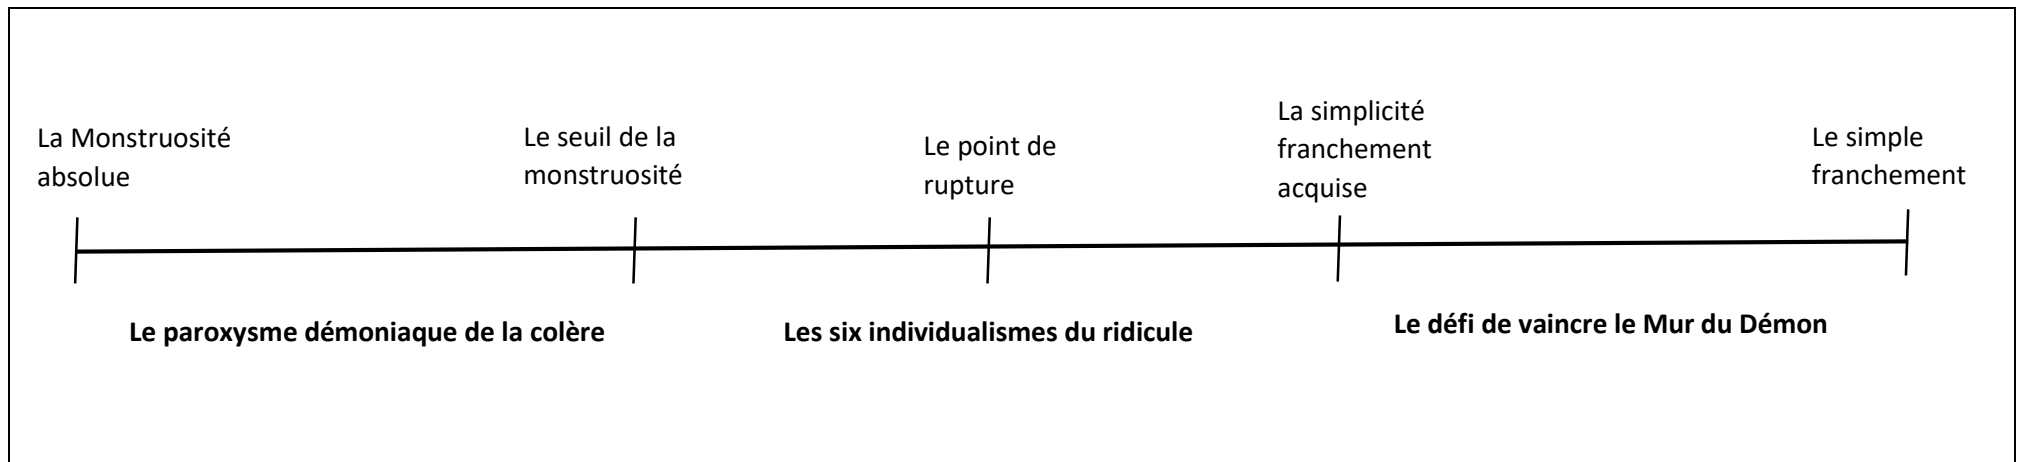 La Monstruosité
absolue
Le seuil de la
monstruosité
Le point de
rupture
La simplicité
franchement
acquise
Le simple
franchement
Le paroxysme démoniaque de la colère
Les six individualismes du ridicule
Le défi de vaincre le Mur du Démon